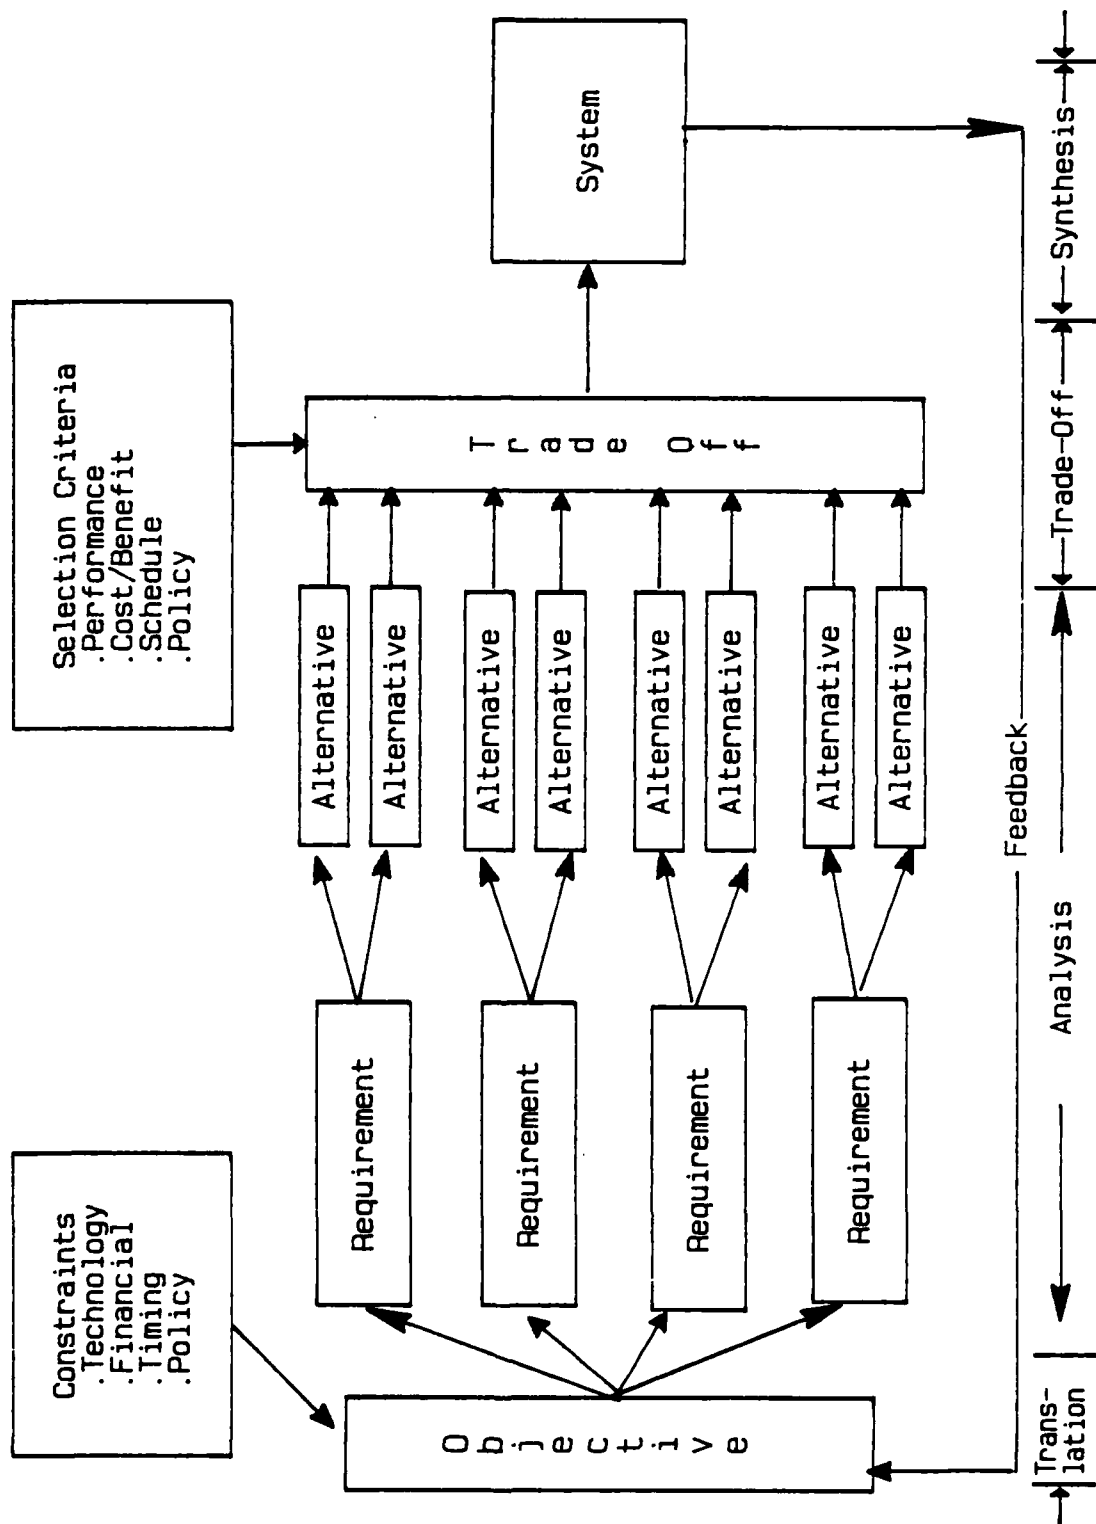 Constraints
.Technology
.Financial
.Timing
.Policy
Selection Criteria
.Performance
.Cost/Benefit
.Schedule
.Policy
Objective
Requirement
Requirement
Requirement
Requirement
Alternative
Alternative
Alternative
Alternative
Alternative
Alternative
Alternative
Alternative
Trade Off
System
Feedback
Trans-
lation
Analysis
Trade-Off
Synthesis